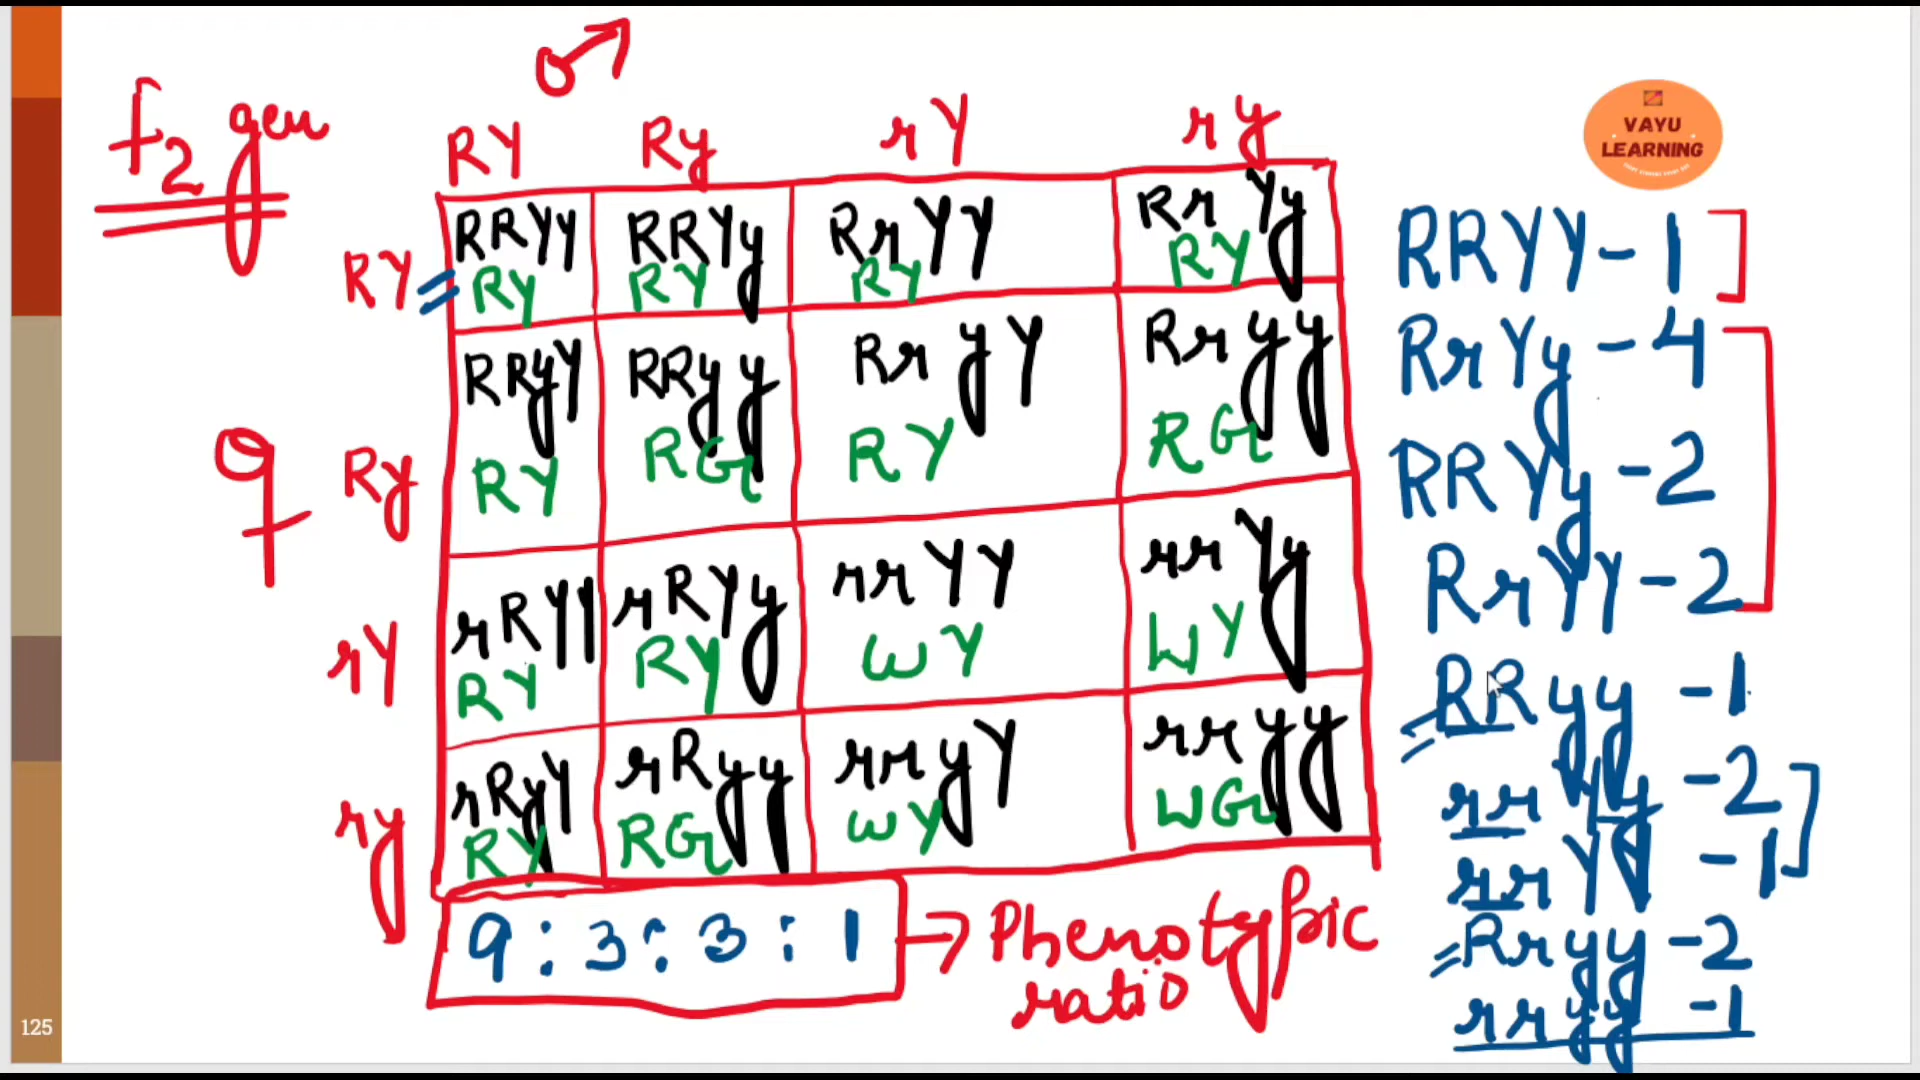 F2 gen
RY Ry rY ry
RY
RRYY RRYy RrYY RrYy
RY RY RY RY
Ry
RRyY RRyy RryY Rryy
RY RG RY RG
rY
rRYY rRYy rrYY rrYy
RY RY WY WY
ry
rRyY rRyy rryY rryy
RY RG WY WG
9 : 3 : 3 : 1 → Phenotypic
ratio
VAYU
LEARNING
RRYY - 1
RrYy - 4
RRYy - 2
RrYY - 2
RRyy - 1
rrYy - 2
rrYY - 1
Rryy - 2
rryy - 1
125